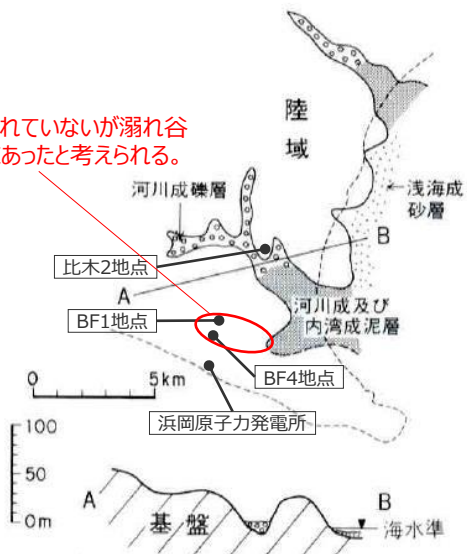 陸
域
れていないが溺れ谷
あったと考えられる。
河川成礫層
浅海成
砂層
B
比木2地点
A
河川成及び
内湾成泥層
BF1地点
0
5km
BF4地点
浜岡原子力発電所
100
50
0m
A
基盤
B
海水準